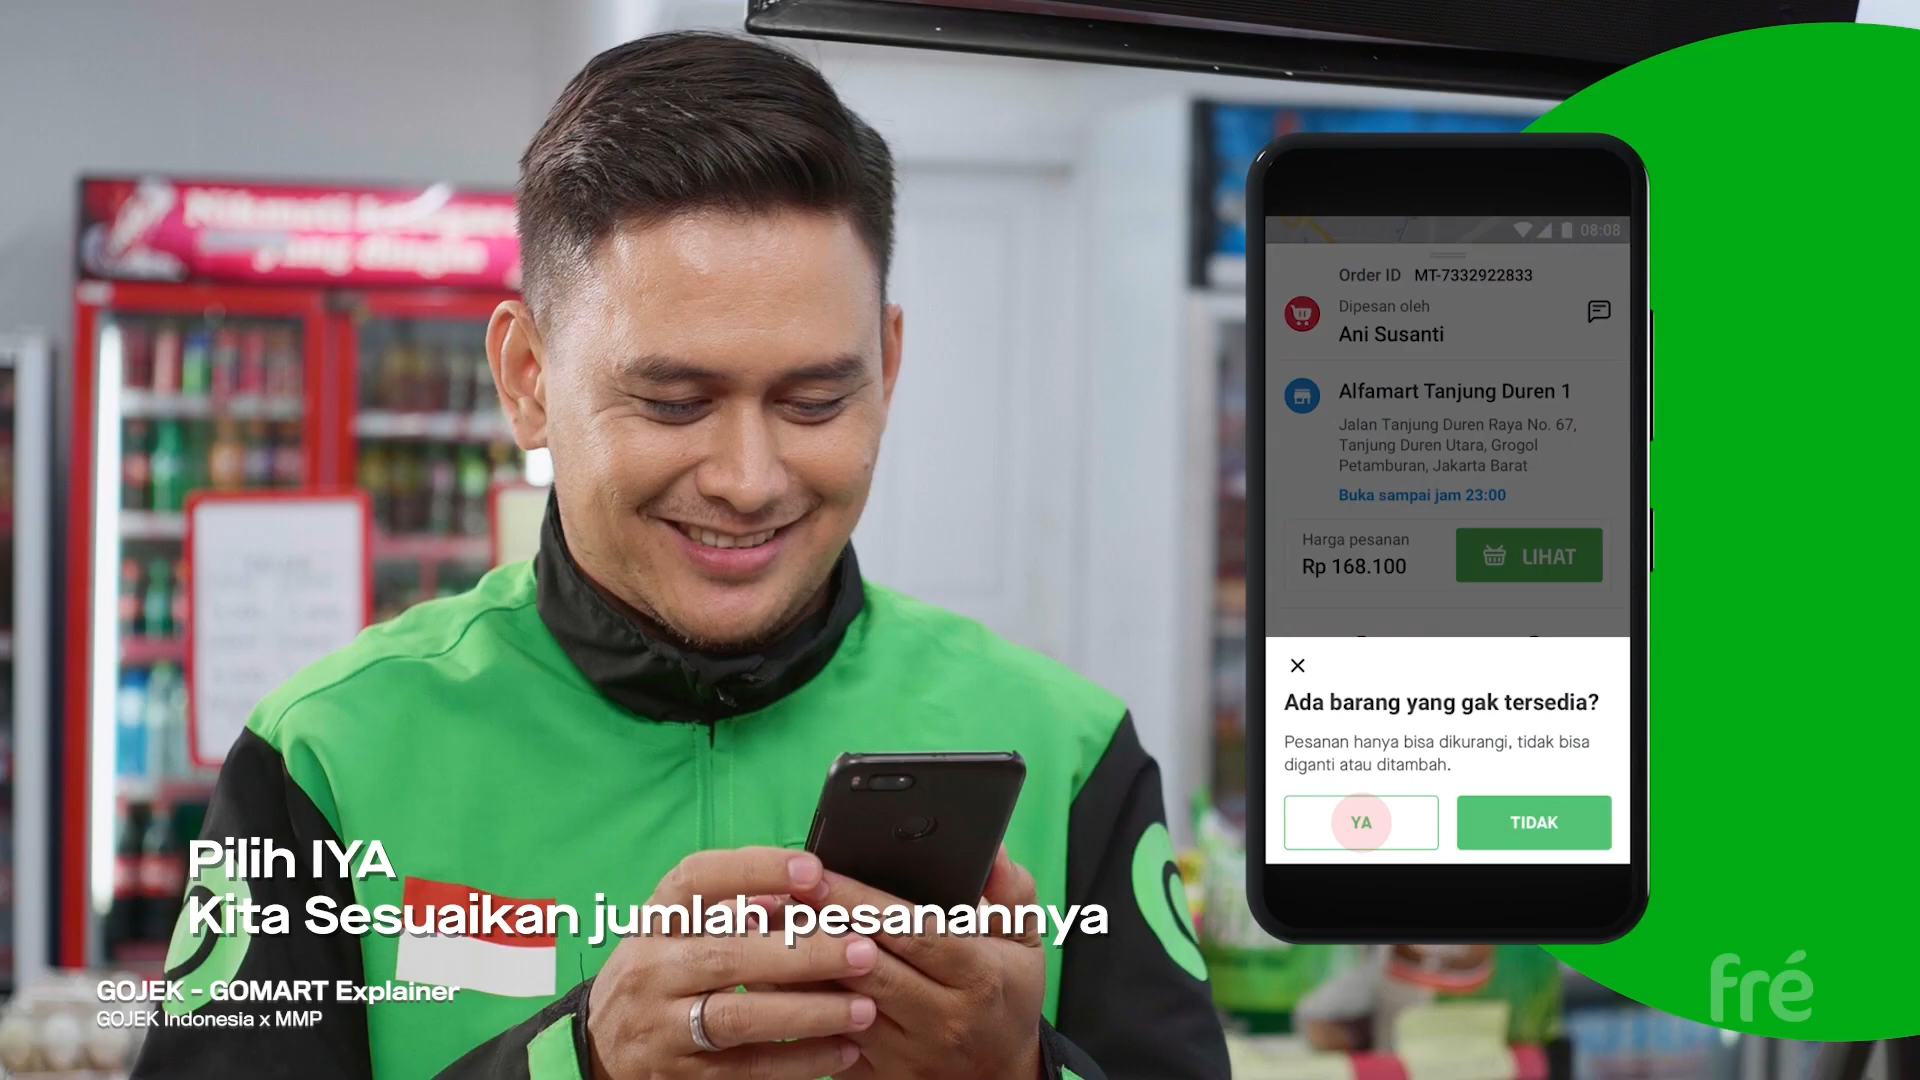 Nikmati
yang dingin
08:08
Order ID MT-7332922833
Dipesan oleh
Ani Susanti
Alfamart Tanjung Duren 1
Jalan Tanjung Duren Raya No. 67,
Tanjung Duren Utara, Grogol
Petamburan, Jakarta Barat
Buka sampai jam 23:00
Harga pesanan
Rp 168.100
LIHAT
Ada barang yang gak tersedia?
Pesanan hanya bisa dikurangi, tidak bisa
diganti atau ditambah.
YA
TIDAK
Pilih IYA
Kita Sesuaikan jumlah pesanannya
GOJEK - GOMART Explainer
GOJEK Indonesia x MMP
fré